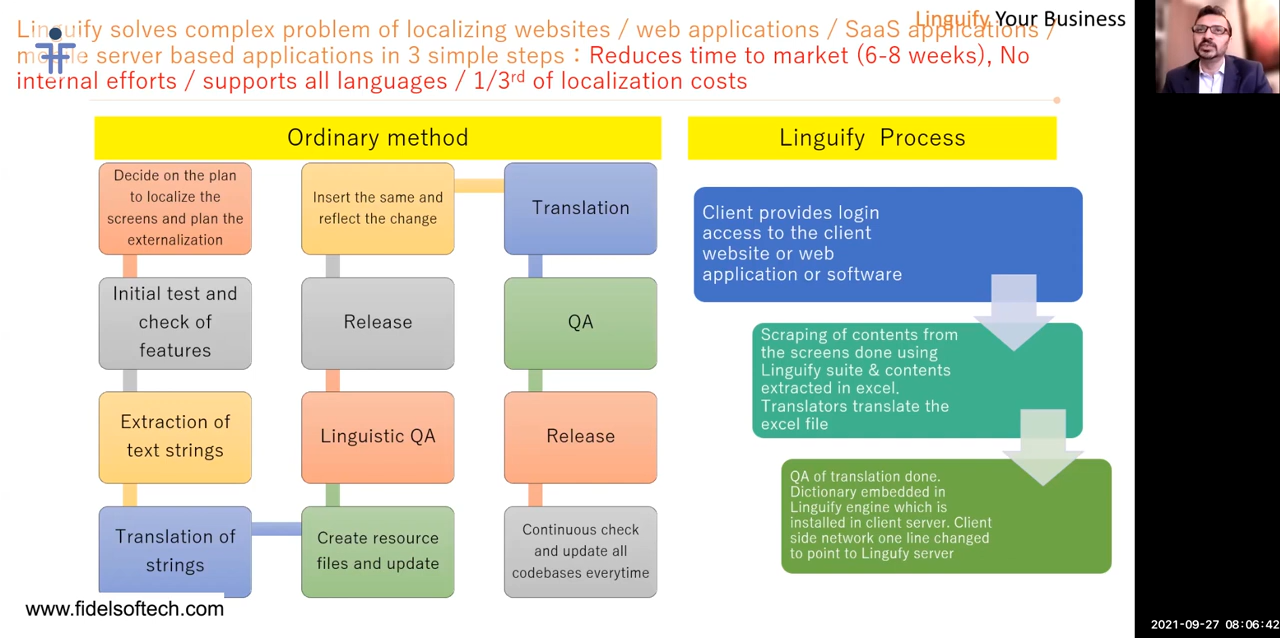 Linguify Your Business
Linguify solves complex problem of localizing websites / web applications / SaaS applications /
server based applications in 3 simple steps : Reduces time to market (6-8 weeks), No
internal efforts / supports all languages / 1/3rd of localization costs
Ordinary method
Decide on the plan
to localize the
screens and plan the
externalization
Initial test and
check of
features
Extraction of
text strings
Translation of
strings
Create resource
files and update
Linguistic QA
Release
Insert the same and
reflect the change
Translation
QA
Release
Continuous check
and update all
codebases everytime
Linguify Process
Client provides login
access to the client
website or web
application or software
Scraping of contents from
the screens done using
Linguify suite & contents
extracted in excel.
Translators translate the
excel file
QA of translation done.
Dictionary embedded in
Linguify engine which is
installed in client server. Client
side network one line changed
to point to Lingufy server
www.fidelsoftech.com
2021-09-27 08:06:42